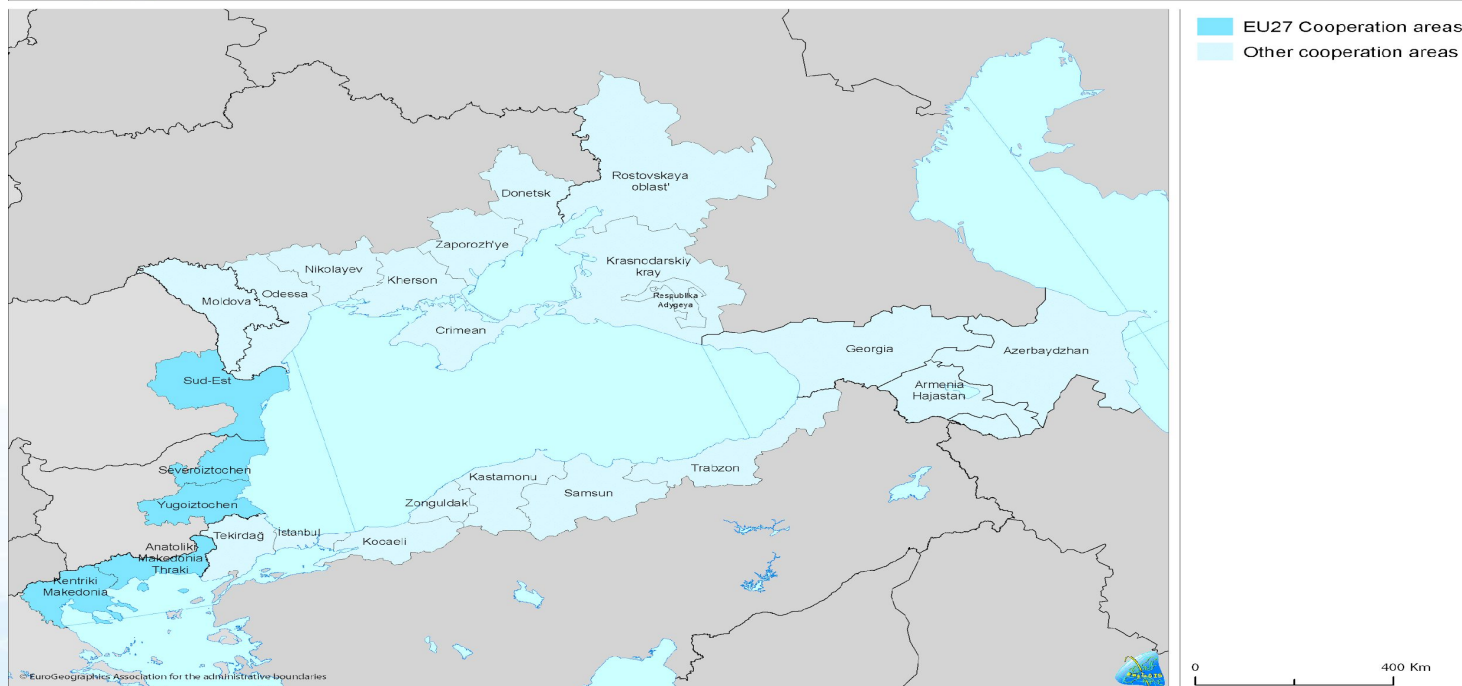 EU27 Cooperation areas
Other cooperation areas
Rostovskaya
oblast'
Donetsk
Zaporozh'ye
Nikolayev
Kherson
Odessa
Moldova
Krasnodarskiy
kray
Respublika
Adygeya
Crimean
Georgia
Azerbaydzhan
Armenia
Hajastan
Sud-Est
Severoiztochen
Yugoiztochen
Kastamonu
Trabzon
Samsun
Zonguldak
Tekirdağ
İstanbul
Kocaeli
Anatoliki
Makedonia
Thraki
Kentriki
Makedonia
© EuroGeographics Association for the administrative boundaries
0
400 Km